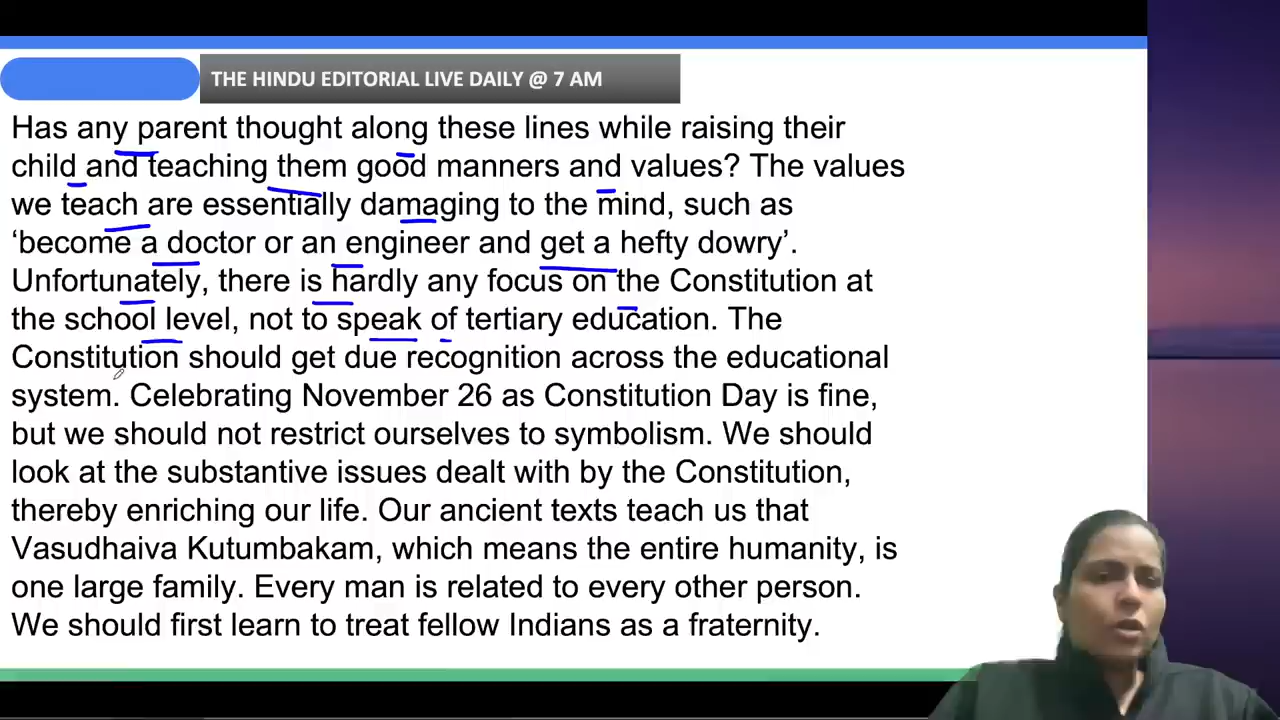 THE HINDU EDITORIAL LIVE DAILY @ 7 AM
Has any parent thought along these lines while raising their
child and teaching them good manners and values? The values
we teach are essentially damaging to the mind, such as
‘become a doctor or an engineer and get a hefty dowry’.
Unfortunately, there is hardly any focus on the Constitution at
the school level, not to speak of tertiary education. The
Constitution should get due recognition across the educational
system. Celebrating November 26 as Constitution Day is fine,
but we should not restrict ourselves to symbolism. We should
look at the substantive issues dealt with by the Constitution,
thereby enriching our life. Our ancient texts teach us that
Vasudhaiva Kutumbakam, which means the entire humanity, is
one large family. Every man is related to every other person.
We should first learn to treat fellow Indians as a fraternity.